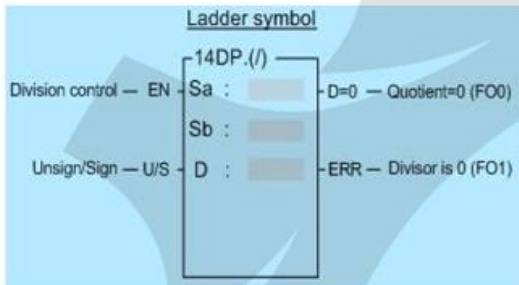 Ladder symbol
14DP.(/)
Division control — EN Sa : D=0 — Quotient=0 (FO0)
Sb :
Unsign/Sign — U/S D : ERR — Divisor is 0 (FO1)